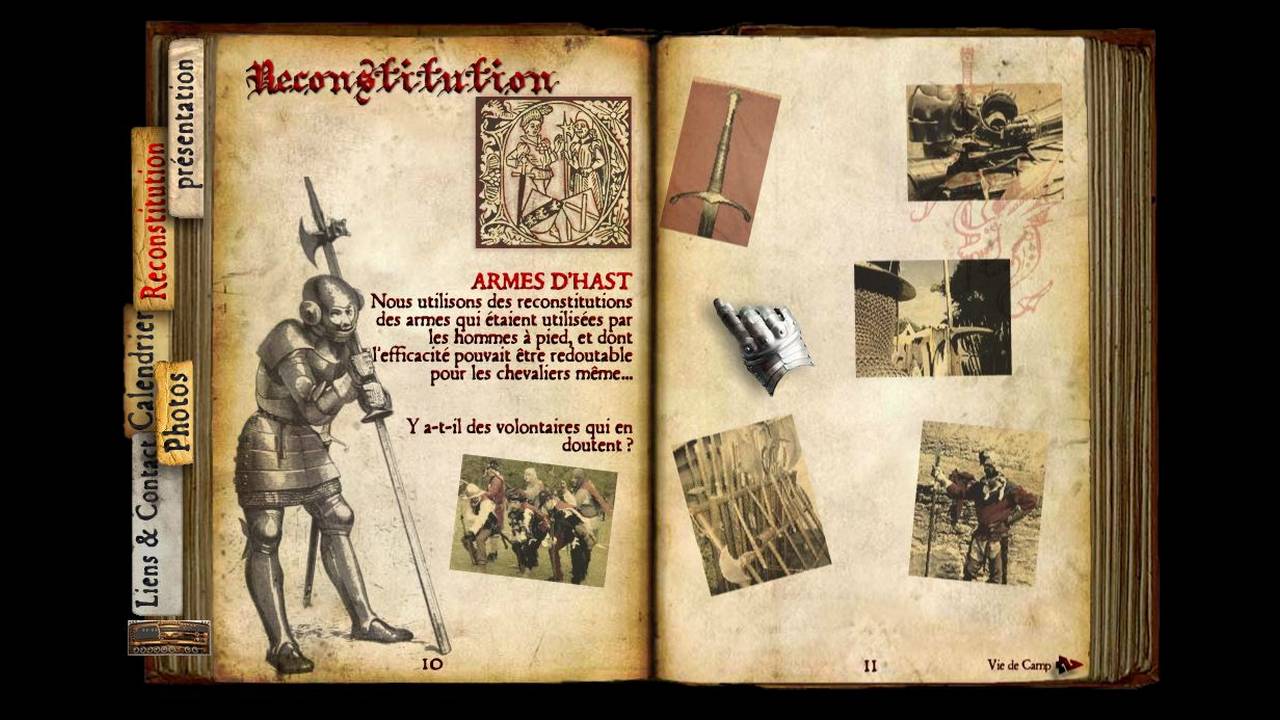 Reconstitution
présentation
Reconstitution
Calendrier
Photos
Liens & Contact
ARMES D'HAST
Nous utilisons des reconstitutions
des armes qui étaient utilisées par
les hommes à pied, et dont
l'efficacité pouvait être redoutable
pour les chevaliers même...
Y a-t-il des volontaires qui en
doutent ?
10
11
Vie de Camp